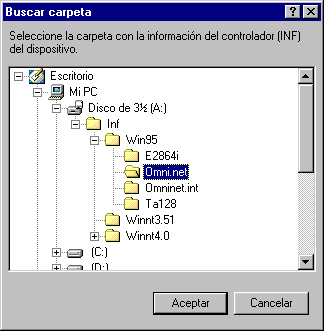 Buscar carpeta
Seleccione la carpeta con la información del controlador (INF)
del dispositivo.
Escritorio
Mi PC
Disco de 3½ (A:)
Inf
Win95
E2864i
Omni.net
Omninet.int
Ta128
Winnt3.51
Winnt4.0
(C:)
(D:)
Aceptar
Cancelar